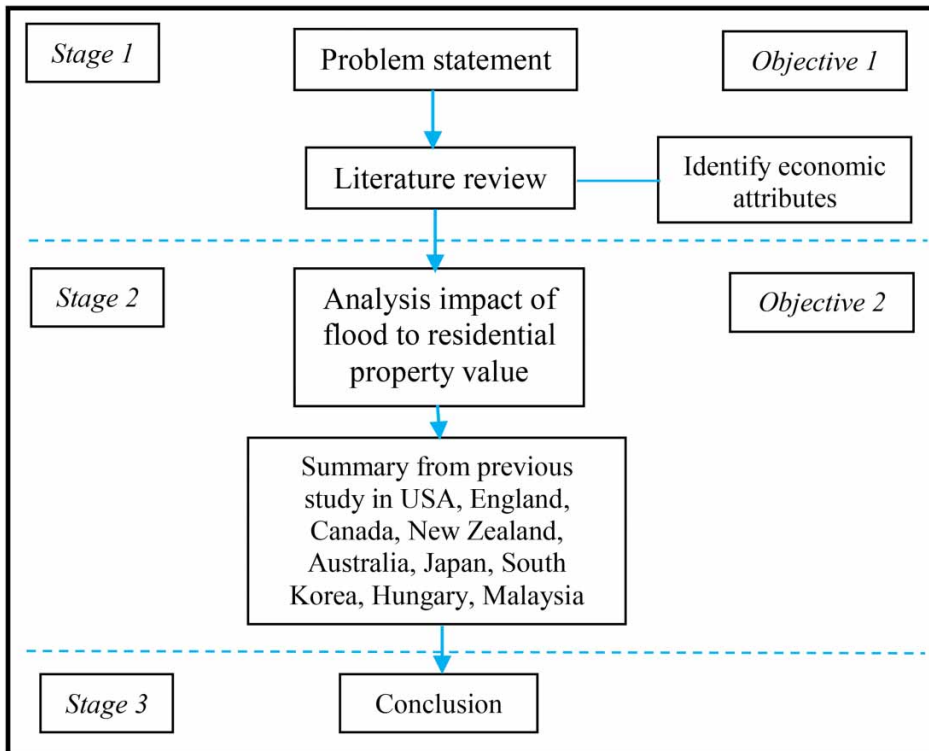 Stage 1
Problem statement
Objective 1
Literature review
Identify economic
attributes
Stage 2
Analysis impact of
flood to residential
property value
Objective 2
Summary from previous
study in USA, England,
Canada, New Zealand,
Australia, Japan, South
Korea, Hungary, Malaysia
Stage 3
Conclusion